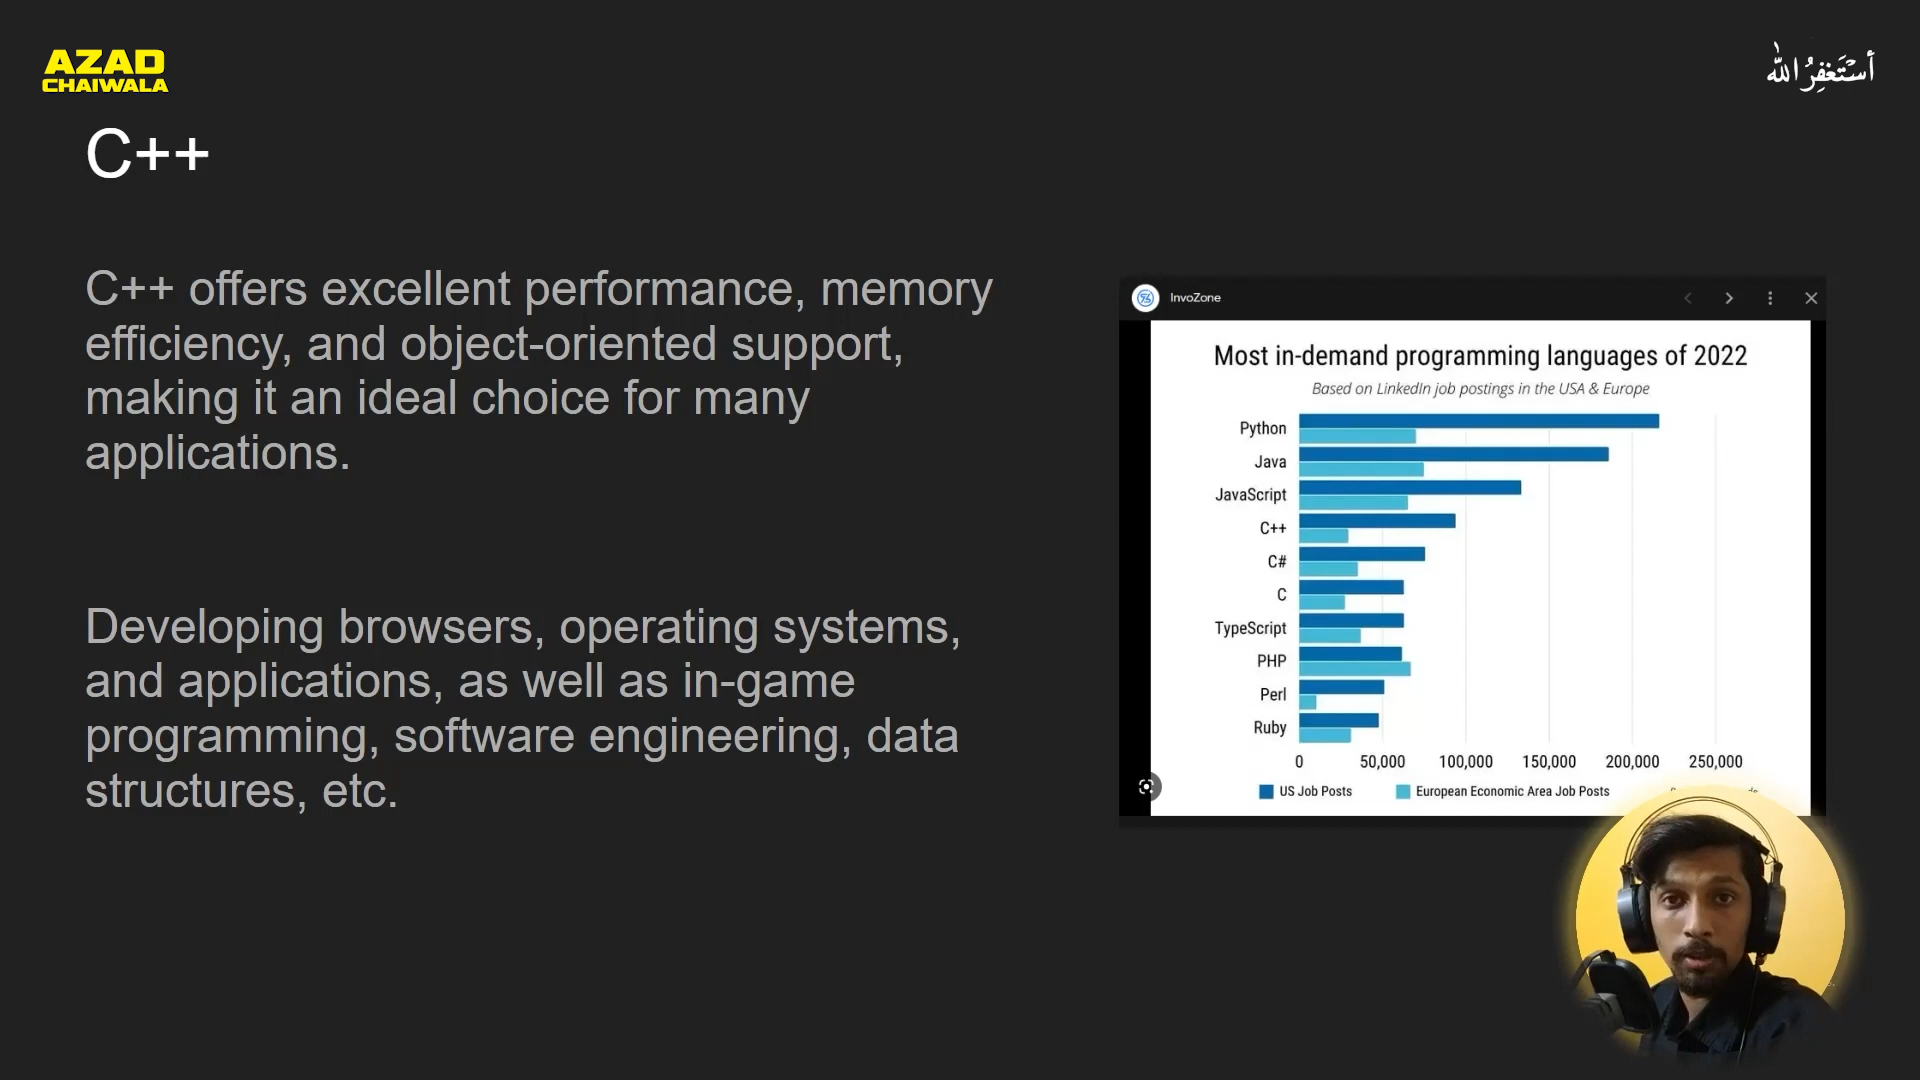 AZAD
CHAIWALA
أستَغفِرُ الله
C++
C++ offers excellent performance, memory
efficiency, and object-oriented support,
making it an ideal choice for many
applications.
Developing browsers, operating systems,
and applications, as well as in-game
programming, software engineering, data
structures, etc.
InvoZone
Most in-demand programming languages of 2022
Based on LinkedIn job postings in the USA & Europe
Python
Java
JavaScript
C++
C#
C
TypeScript
PHP
Perl
Ruby
0 50,000 100,000 150,000 200,000 250,000
US Job Posts European Economic Area Job Posts